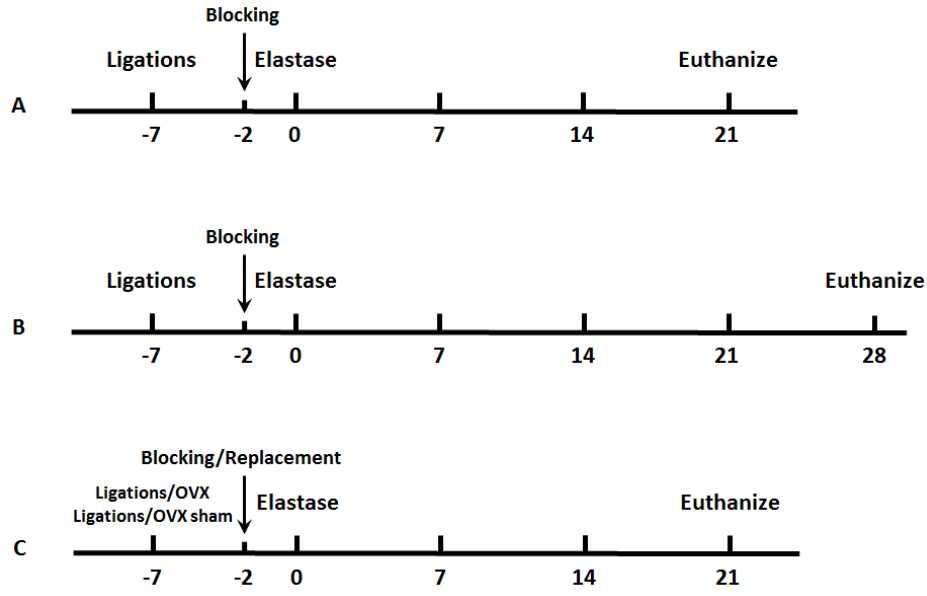 Blocking
Ligations Elastase Euthanize
A
-7 -2 0 7 14 21
Blocking
Ligations Elastase Euthanize
B
-7 -2 0 7 14 21 28
Blocking/Replacement
Ligations/OVX
Ligations/OVX sham
Elastase Euthanize
C
-7 -2 0 7 14 21